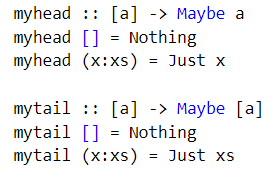 myhead :: [a] -> Maybe a
myhead [] = Nothing
myhead (x:xs) = Just x
mytail :: [a] -> Maybe [a]
mytail [] = Nothing
mytail (x:xs) = Just xs